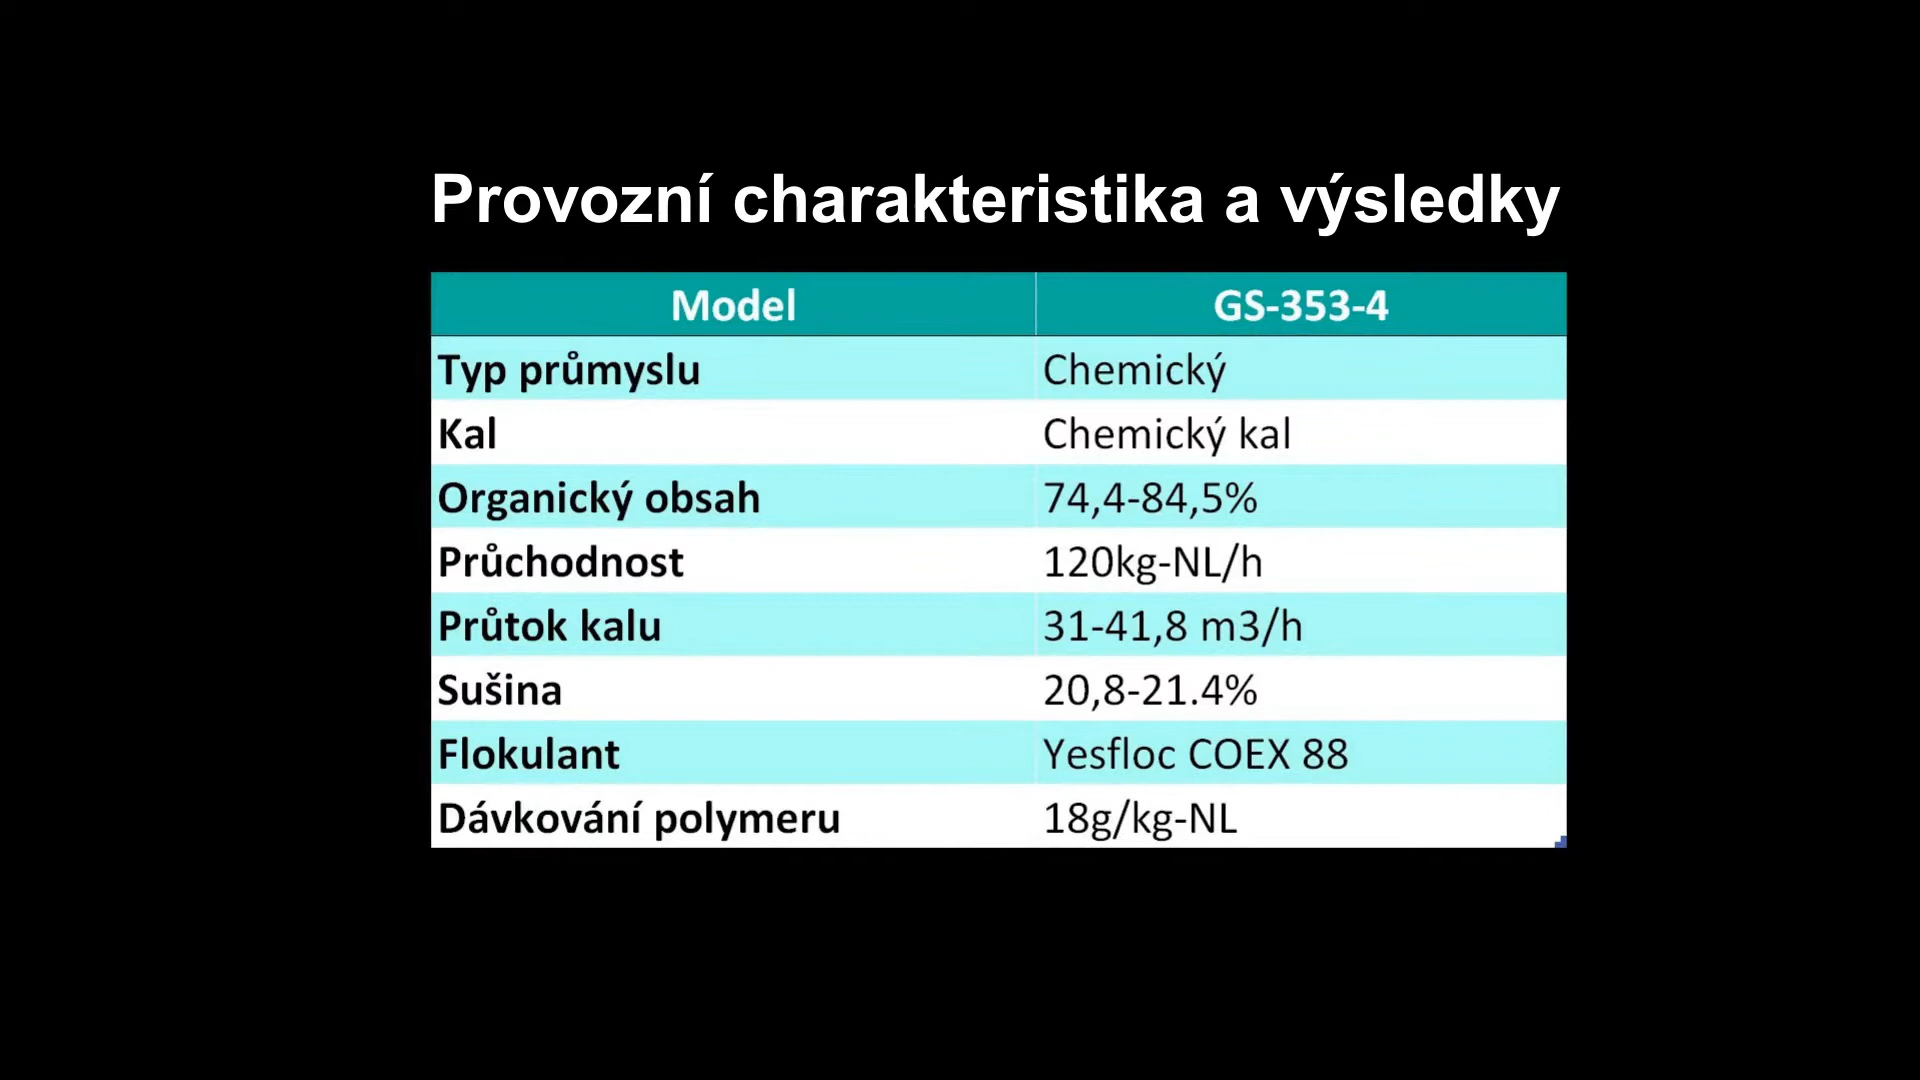 Provozní charakteristika a výsledky
Model GS-353-4
Typ průmyslu Chemický
Kal Chemický kal
Organický obsah 74,4-84,5%
Průchodnost 120kg-NL/h
Průtok kalu 31-41,8 m3/h
Sušina 20,8-21.4%
Flokulant Yesfloc COEX 88
Dávkování polymeru 18g/kg-NL